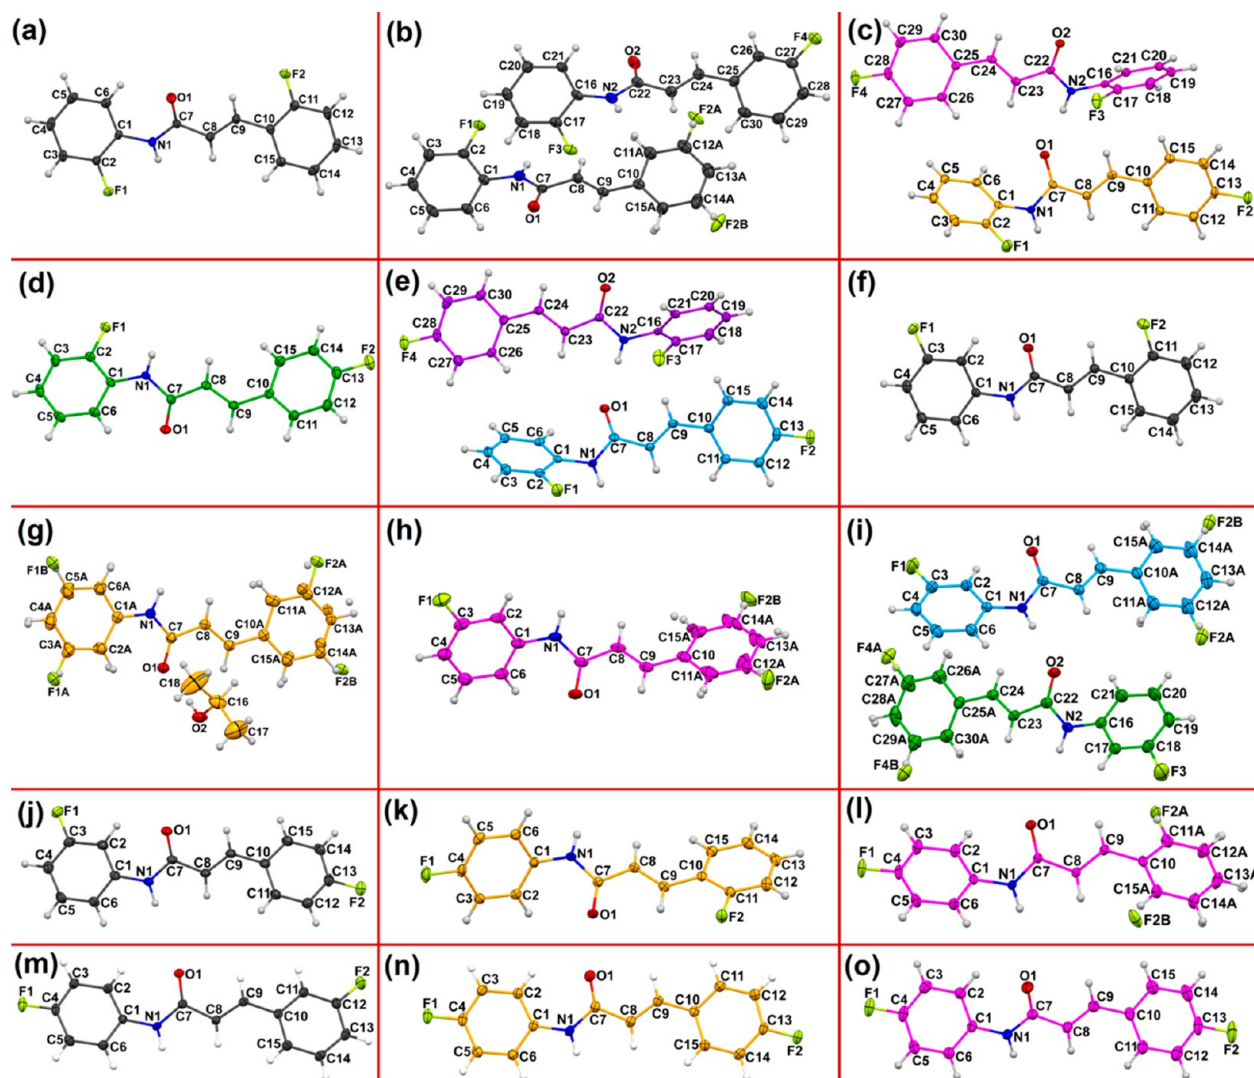 (a)
F2
C5
C6
O1
C11
C12
C4
C1
C7
C9
C10
C13
C3
C2
N1
C8
C15
C14
F1
(b)
O2
F4
C21
C26
C27
C20
C16
C23
C25
C28
N2
C22
C24
C19
F2A
C18
C17
C30
C29
F1
F3
C12A
C3
C2
C11A
C4
C1
N1
C7
C8
C10
C13A
C9
C14A
C5
C6
O1
C15A
F2B
(c)
C29
C30
O2
C28
C25
C22
C21
C20
C24
C16
F4
N2
C19
C27
C26
C23
C17
C18
F3
O1
C15
C5
C6
C14
C4
C7
C8
C10
C13
C1
C9
C3
C2
N1
C11
C12
F2
F1
(d)
F1
C3
C2
C15
C14
F2
C1
C8
C4
N1
C7
C10
C13
C9
C12
C5
C6
O1
C11
(e)
O2
C29
C30
C24
C21
C20
C28
C22
C16
C19
C25
N2
C18
F4
C23
C17
C27
C26
F3
O1
C15
C14
C5
C6
C10
C13
C1
C7
C8
C9
C4
N1
F2
C3
C2
C11
C12
F1
(f)
F1
F2
C3
O1
C2
C11
C12
C4
C1
C7
C10
C9
N1
C8
C13
C5
C6
C15
C14
(g)
F1B
F2A
C5A
C6A
C12A
C11A
C4A
C1A
N1
C10A
C13A
C7
C8
C9
C3A
C2A
C14A
O1
C15A
F1A
C18
F2B
C16
O2
C17
(h)
F1
F2B
C3
C2
C14A
C15A
C4
C1
N1
C13A
C7
C8
C10
C12A
C5
C6
C9
C11A
F2A
O1
(i)
F2B
O1
C15A
C14A
F1
C3
C2
C9
C13A
C8
C10A
C4
C1
N1
C7
C11A
C12A
C5
C6
F2A
F4A
O2
C27A
C26A
C24
C22
C21
C20
C28A
C25A
N2
C16
C19
C23
C29A
C30A
C17
C18
F4B
F3
(j)
F1
O1
C3
C2
C15
C10
C14
C4
C1
C7
C8
C9
C13
N1
C5
C6
C11
C12
F2
(k)
C5
C6
N1
C15
C14
F1
C4
C1
C8
C10
C13
C7
C9
C12
C3
C2
C11
O1
F2
(l)
F2A
O1
C11A
C3
C2
C9
C12A
F1
C4
C1
C10
C7
C8
C13A
N1
C15A
C14A
C5
C6
F2B
(m)
C3
O1
F2
C2
C11
F1
C9
C12
C4
C1
N1
C7
C8
C10
C13
C5
C6
C15
C14
(n)
C3
C2
O1
C11
C12
F1
C10
C4
C1
C7
C8
C9
C13
N1
F2
C5
C6
C15
C14
(o)
C3
C2
O1
C15
C14
F1
C9
C4
C1
C7
C10
C13
N1
C8
F2
C5
C6
C11
C12